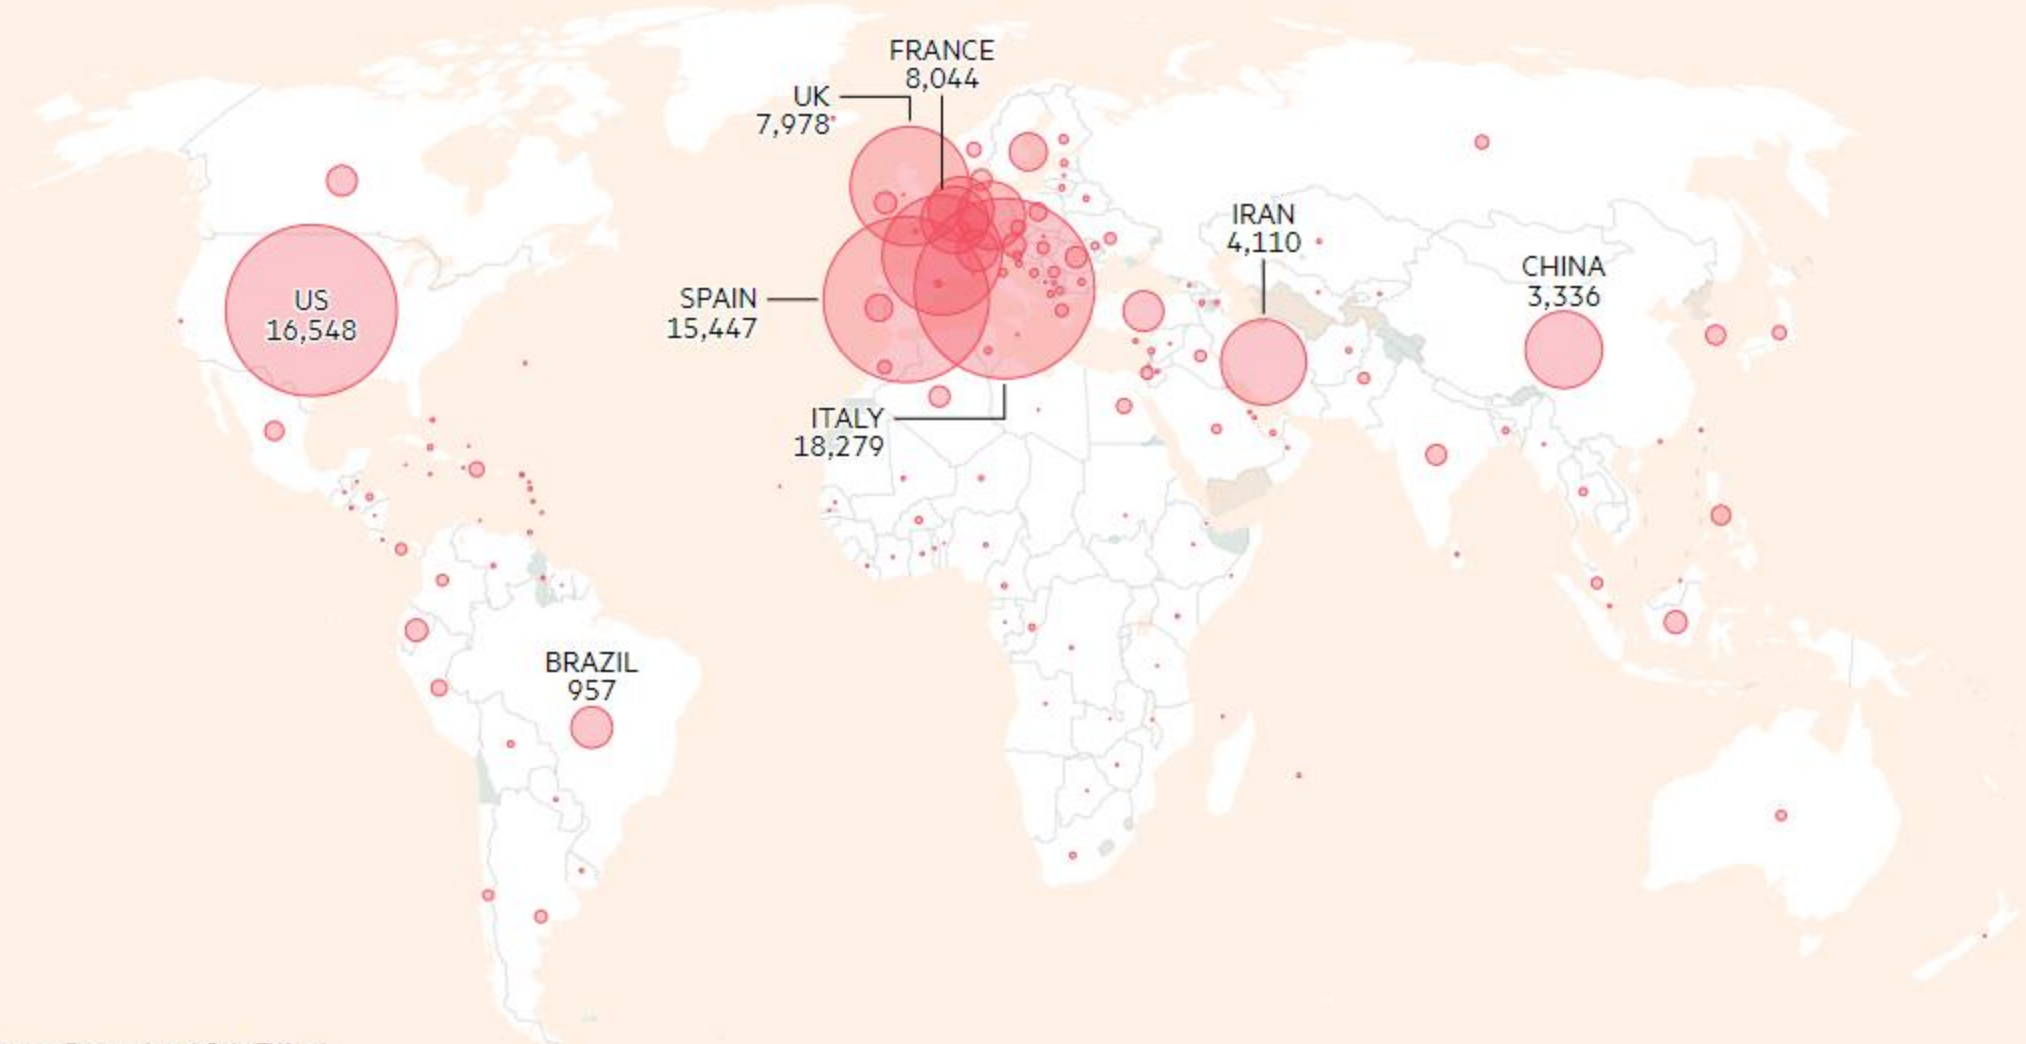 FRANCE
8,044
UK
7,978
IRAN
4,110
CHINA
3,336
US
16,548
SPAIN
15,447
ITALY
18,279
BRAZIL
957